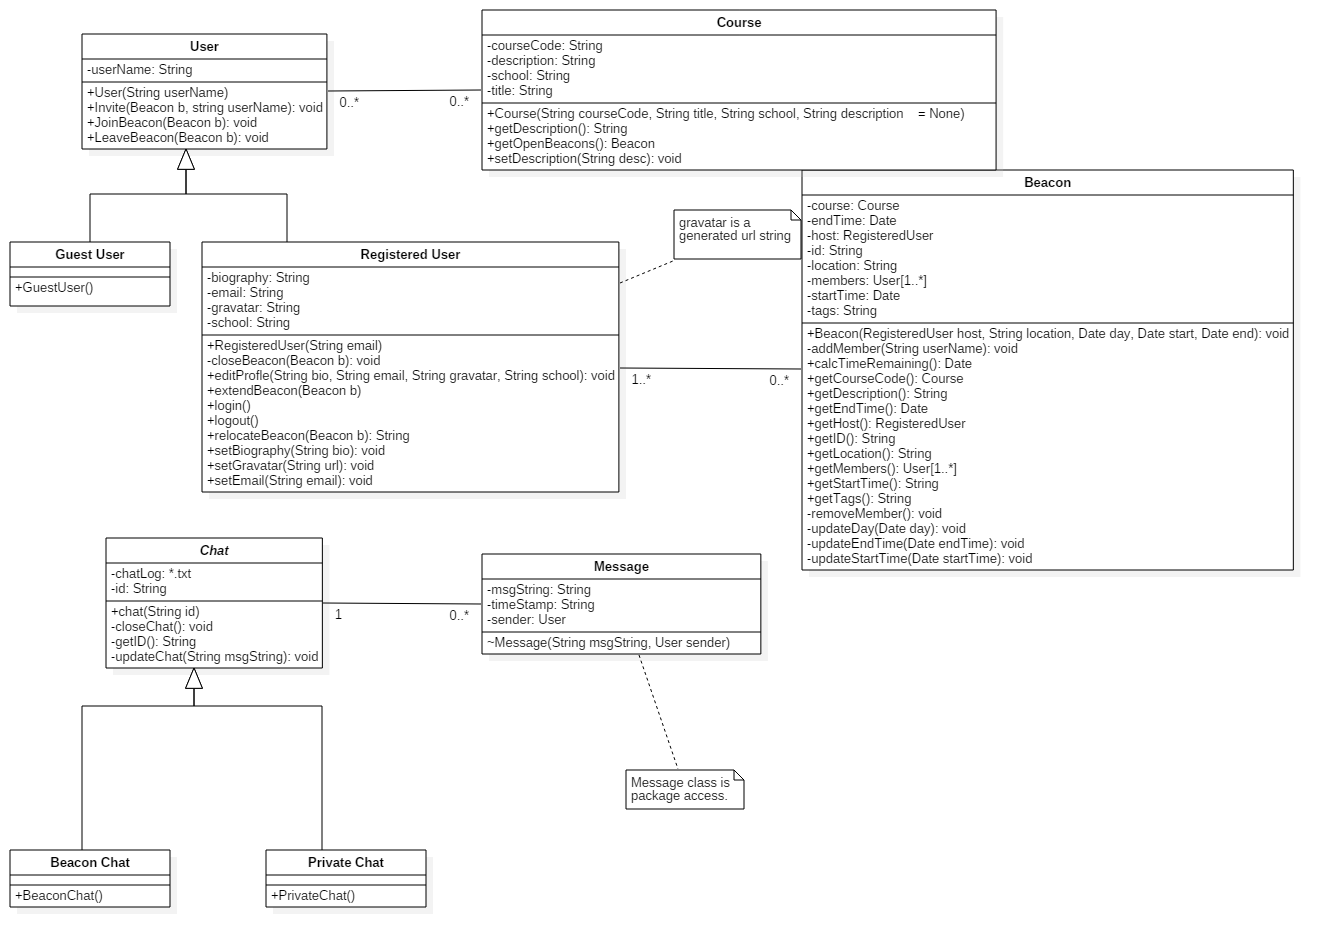 User
-userName: String
+User(String userName)
+Invite(Beacon b, string userName): void
+JoinBeacon(Beacon b): void
+LeaveBeacon(Beacon b): void
0..*
0..*
Course
-courseCode: String
-description: String
-school: String
-title: String
+Course(String courseCode, String title, String school, String description = None)
+getDescription(): String
+getOpenBeacons(): Beacon
+setDescription(String desc): void
Guest User
+GuestUser()
Registered User
-biography: String
-email: String
-gravatar: String
-school: String
+RegisteredUser(String email)
-closeBeacon(Beacon b): void
+editProfle(String bio, String email, String gravatar, String school): void
+extendBeacon(Beacon b)
+login()
+logout()
+relocateBeacon(Beacon b): String
+setBiography(String bio): void
+setGravatar(String url): void
+setEmail(String email): void
gravatar is a
generated url string
1..*
0..*
Beacon
-course: Course
-endTime: Date
-host: RegisteredUser
-id: String
-location: String
-members: User[1..*]
-startTime: Date
-tags: String
+Beacon(RegisteredUser host, String location, Date day, Date start, Date end): void
-addMember(String userName): void
+calcTimeRemaining(): Date
+getCourseCode(): Course
+getDescription(): String
+getEndTime(): Date
+getHost(): RegisteredUser
+getID(): String
+getLocation(): String
+getMembers(): User[1..*]
+getStartTime(): String
+getTags(): String
-removeMember(): void
-updateDay(Date day): void
-updateEndTime(Date endTime): void
-updateStartTime(Date startTime): void
Chat
-chatLog: *.txt
-id: String
+chat(String id)
-closeChat(): void
-getID(): String
-updateChat(String msgString): void
1
0..*
Message
-msgString: String
-timeStamp: String
-sender: User
~Message(String msgString, User sender)
Message class is
package access.
Beacon Chat
+BeaconChat()
Private Chat
+PrivateChat()